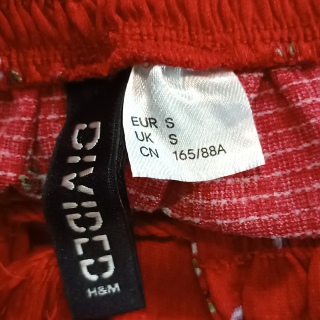 DIVIDED
H&M
EUR S
UK S
CN 165/88A